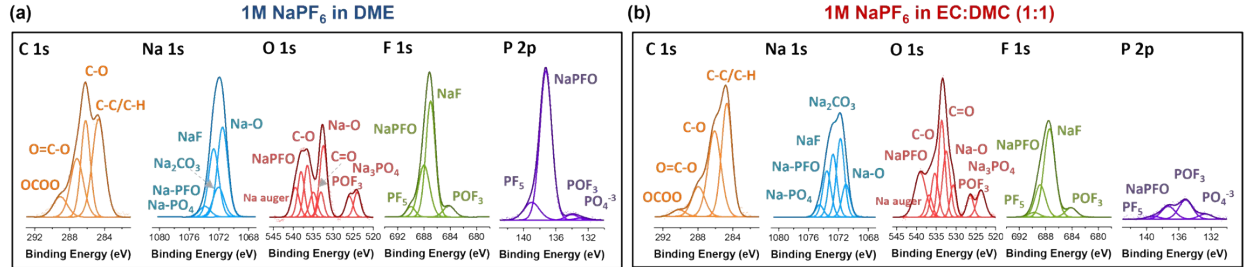 (a)
1M NaPF₆ in DME
C 1s
C-O
C-C/C-H
O=C-O
OCOO
292 288 284
Binding Energy (eV)
Na 1s
NaF
Na-O
Na₂CO₃
Na-PFO
Na-PO₄
1080 1076 1072 1068
Binding Energy (eV)
O 1s
C-O
Na-O
NaPFO
C=O
Na₃PO₄
POF₃
Na auger
545 540 535 530 525 520
Binding Energy (eV)
F 1s
NaF
NaPFO
PF₅
POF₃
692 688 684 680
Binding Energy (eV)
P 2p
NaPFO
PF₅
POF₃
PO₄⁻³
140 136 132
Binding Energy (eV)
(b)
1M NaPF₆ in EC:DMC (1:1)
C 1s
C-C/C-H
C-O
O=C-O
OCOO
292 288 284
Binding Energy (eV)
Na 1s
Na₂CO₃
NaF
Na-PFO
Na-O
Na-PO₄
1080 1076 1072 1068
Binding Energy (eV)
O 1s
C=O
C-O
NaPFO
Na-O
Na₃PO₄
POF₃
Na auger
545 540 535 530 525 520
Binding Energy (eV)
F 1s
NaF
NaPFO
PF₅
POF₃
692 688 684 680
Binding Energy (eV)
P 2p
NaPFO
POF₃
PF₅
PO₄⁻³
140 136 132
Binding Energy (eV)